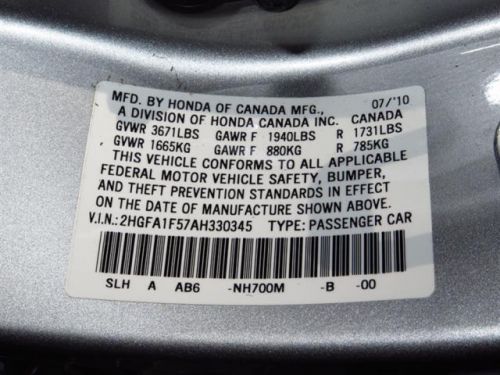 MFD. BY HONDA OF CANADA MFG., 07/'10
A DIVISION OF HONDA CANADA INC. CANADA
GVWR 3671LBS GAWR F 1940LBS R 1731LBS
GVWR 1665KG GAWR F 880KG R 785KG
THIS VEHICLE CONFORMS TO ALL APPLICABLE
FEDERAL MOTOR VEHICLE SAFETY, BUMPER,
AND THEFT PREVENTION STANDARDS IN EFFECT
ON THE DATE OF MANUFACTURE SHOWN ABOVE.
V.I.N.: 2HGFA1F57AH330345 TYPE: PASSENGER CAR
SLH A AB6 -NH700M -B -00